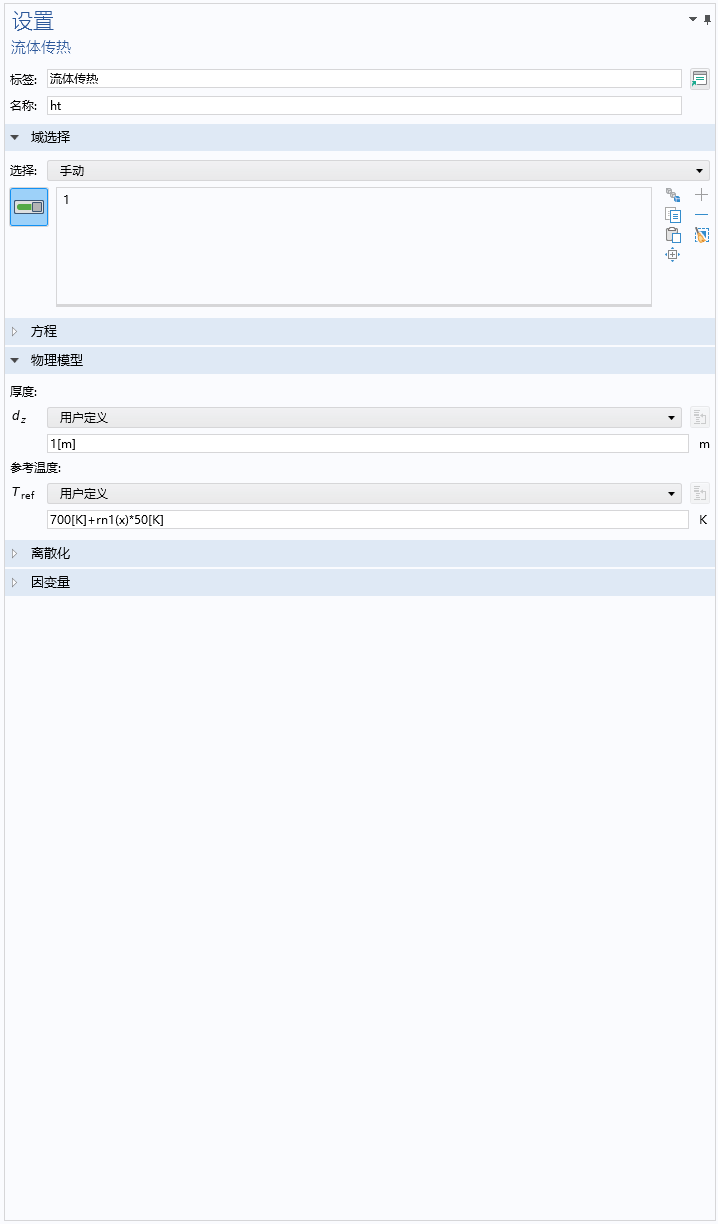 设置
流体传热
标签: 流体传热
名称: ht
域选择
选择: 手动
1
方程
物理模型
厚度:
dz 用户定义
1[m] m
参考温度:
Tref 用户定义
700[K]+rn1(x)*50[K] K
离散化
因变量